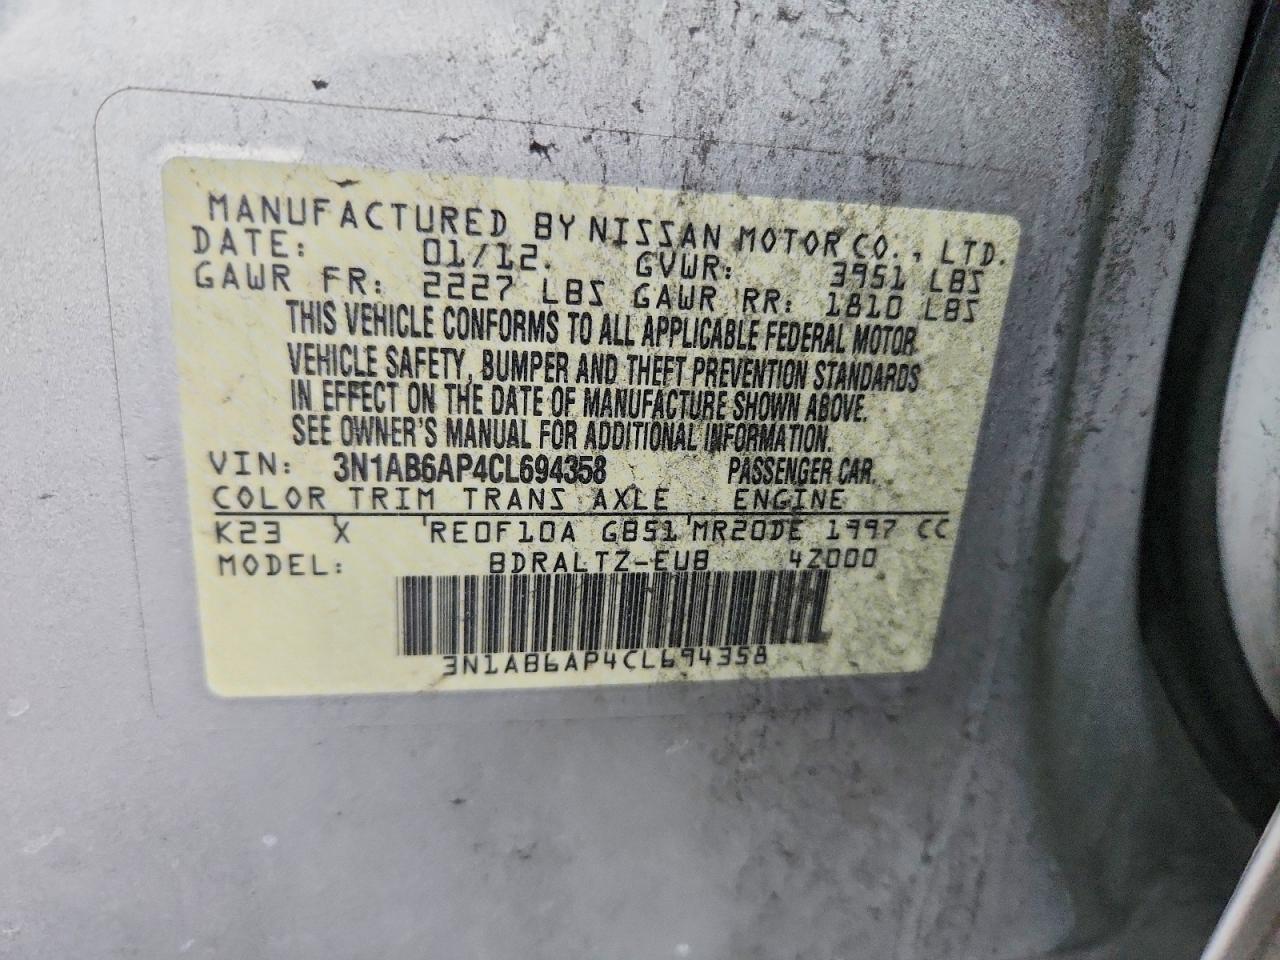 MANUFACTURED BY NISSAN MOTOR CO., LTD.
DATE: 01/12. GVWR: 3951 LBS
GAWR FR: 2227 LBS GAWR RR: 1810 LBS
THIS VEHICLE CONFORMS TO ALL APPLICABLE FEDERAL MOTOR
VEHICLE SAFETY, BUMPER AND THEFT PREVENTION STANDARDS
IN EFFECT ON THE DATE OF MANUFACTURE SHOWN ABOVE.
SEE OWNER'S MANUAL FOR ADDITIONAL INFORMATION.
VIN: 3N1AB6AP4CL694358 PASSENGER CAR.
COLOR TRIM TRANS AXLE ENGINE
K23 X RE0F10A GB51 MR20DE 1997 CC
MODEL: BDRALTZ-EUB 4Z000
3N1AB6AP4CL694358